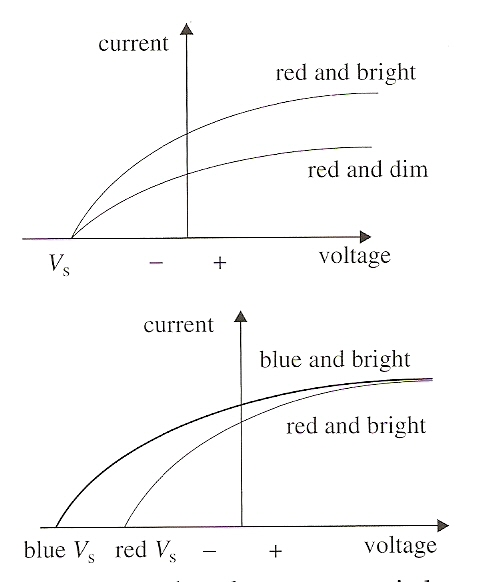 current
red and bright
red and dim
Vs − + voltage
current
blue and bright
red and bright
blue Vs red Vs − + voltage